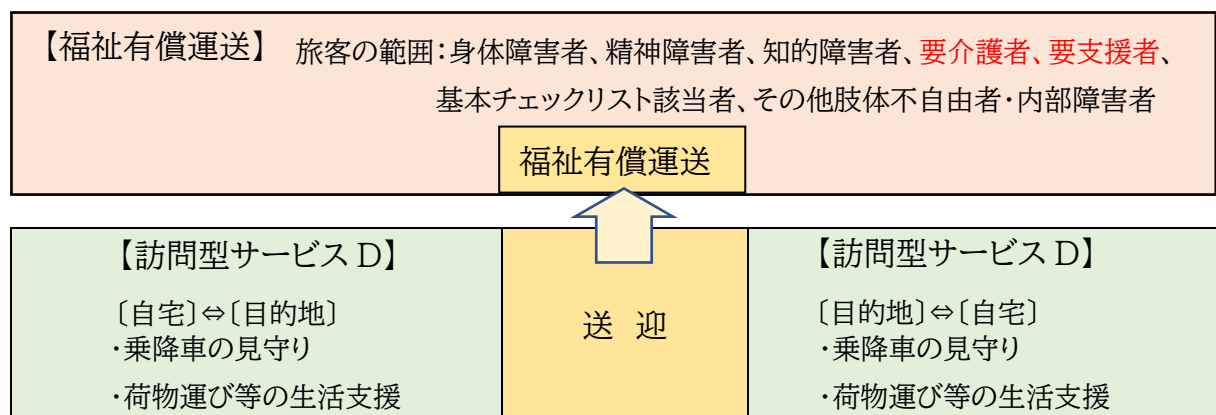 【福祉有償運送】 旅客の範囲：身体障害者、精神障害者、知的障害者、要介護者、要支援者、
基本チェックリスト該当者、その他肢体不自由者・内部障害者
福祉有償運送
【訪問型サービスD】
〔自宅〕⇔〔目的地〕
・乗降車の見守り
・荷物運び等の生活支援
送 迎
【訪問型サービスD】
〔目的地〕⇔〔自宅〕
・乗降車の見守り
・荷物運び等の生活支援